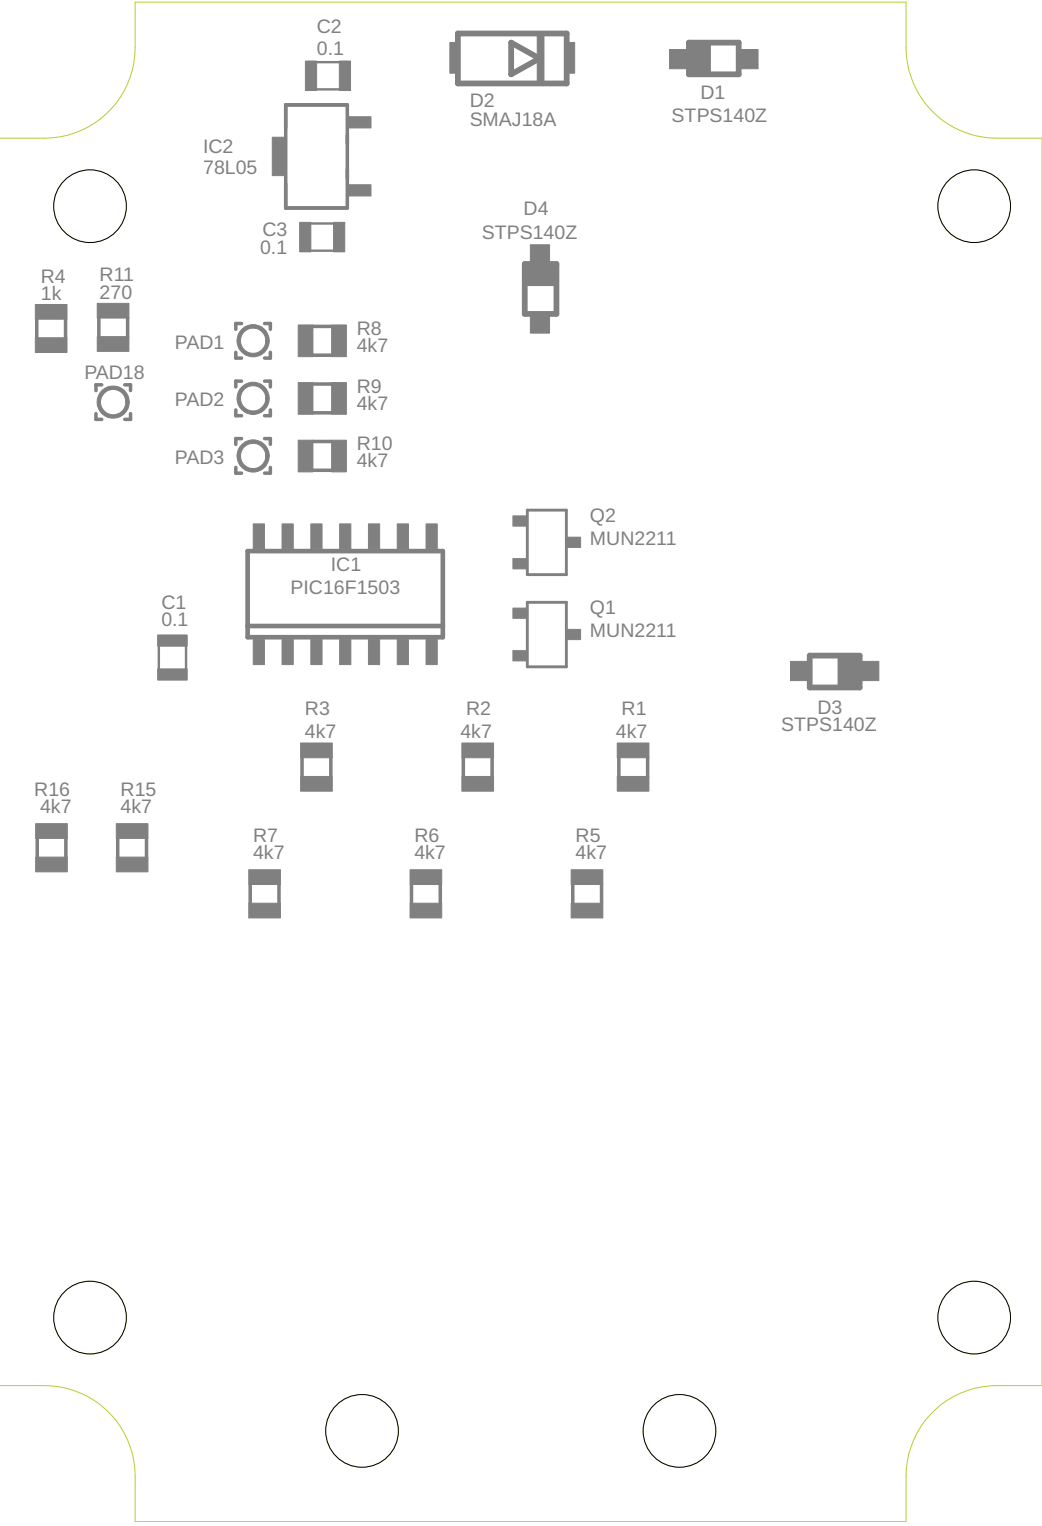 C2
0.1
D2
SMAJ18A
D1
STPS140Z
IC2
78L05
D4
STPS140Z
C3
0.1
R4
1k
R11
270
PAD1
R8
4k7
PAD18
PAD2
R9
4k7
PAD3
R10
4k7
Q2
MUN2211
IC1
PIC16F1503
C1
0.1
Q1
MUN2211
D3
STPS140Z
R3
4k7
R2
4k7
R1
4k7
R16
4k7
R15
4k7
R7
4k7
R6
4k7
R5
4k7